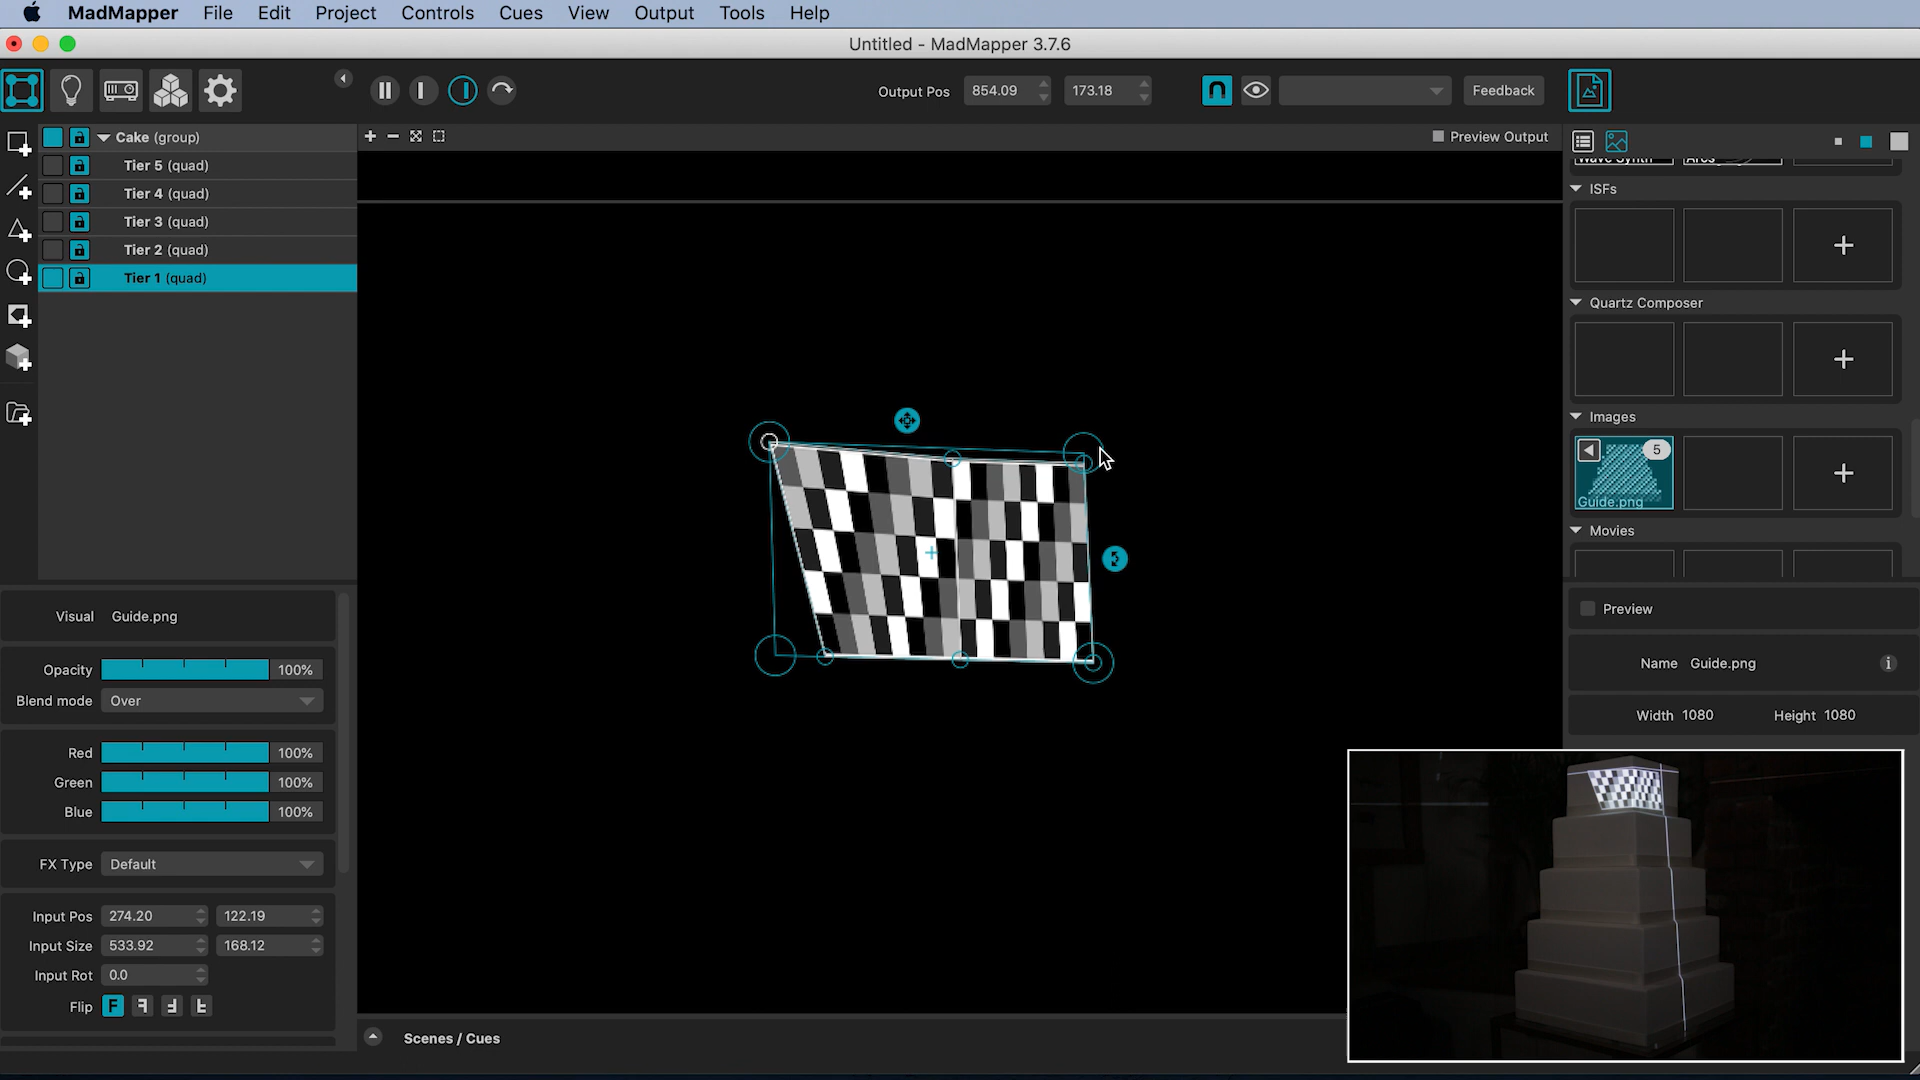 MadMapper File Edit Project Controls Cues View Output Tools Help
Untitled - MadMapper 3.7.6
Output Pos 854.09 173.18 Feedback
Cake (group)
Tier 5 (quad)
Tier 4 (quad)
Tier 3 (quad)
Tier 2 (quad)
Tier 1 (quad)
Preview Output
Wave Synth Arcs
ISFs
Quartz Composer
Images
5
Guide.png
Movies
Preview
Name Guide.png
Width 1080 Height 1080
Visual Guide.png
Opacity 100%
Blend mode Over
Red 100%
Green 100%
Blue 100%
FX Type Default
Input Pos 274.20 122.19
Input Size 533.92 168.12
Input Rot 0.0
Flip F
Scenes / Cues